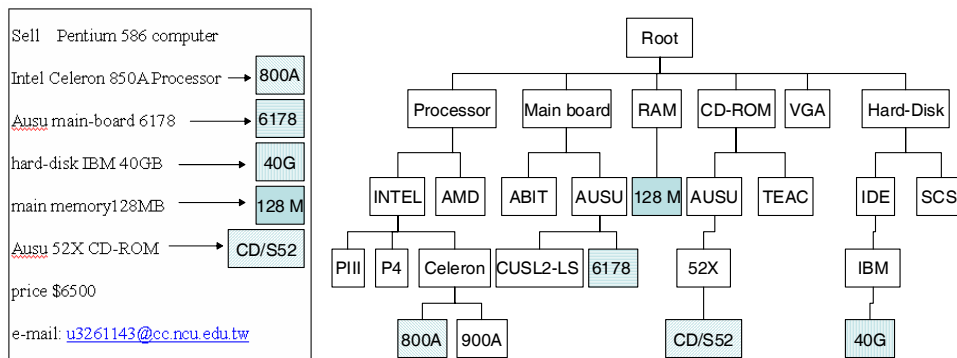 Sell Pentium 586 computer
Intel Celeron 850A Processor 800A
Ausu main-board 6178 6178
hard-disk IBM 40GB 40G
main memory128MB 128 M
Ausu 52X CD-ROM CD/S52
price $6500
e-mail: u3261143@cc.ncu.edu.tw
Root
Processor Main board RAM CD-ROM VGA Hard-Disk
INTEL AMD ABIT AUSU 128 M AUSU TEAC IDE SCS
PIII P4 Celeron CUSL2-LS 6178 52X IBM
800A 900A CD/S52 40G